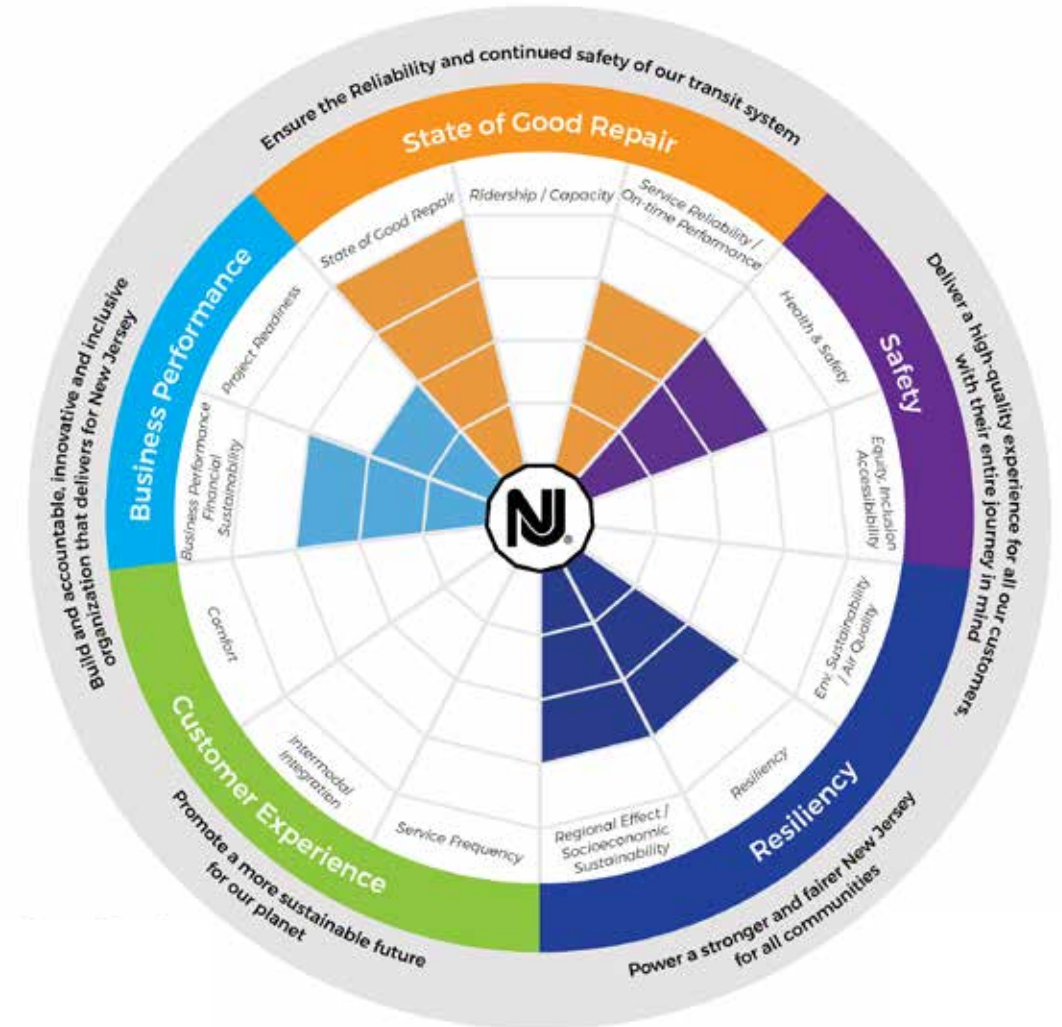 Ensure the Reliability and continued safety of our transit system
State of Good Repair
State of Good Repair
Ridership / Capacity
Service Reliability /
On-time Performance
Deliver a high-quality experience for all our customers,
with their entire journey in mind
Safety
Health & Safety
Equity, Inclusion
Accessibibility
Power a stronger and fairer New Jersey
for all communities
Resiliency
Env. Sustainability
/ Air Quality
Resiliency
Regional Effect /
Socioeconomic
Sustainability
Promote a more sustainable future
for our planet
Customer Experience
Service Frequency
Intermodal
Integration
Comfort
Build and accountable, innovative and inclusive
organization that delivers for New Jersey
Business Performance
Business Performance
Financial
Sustainability
Project Readiness
NJ
®